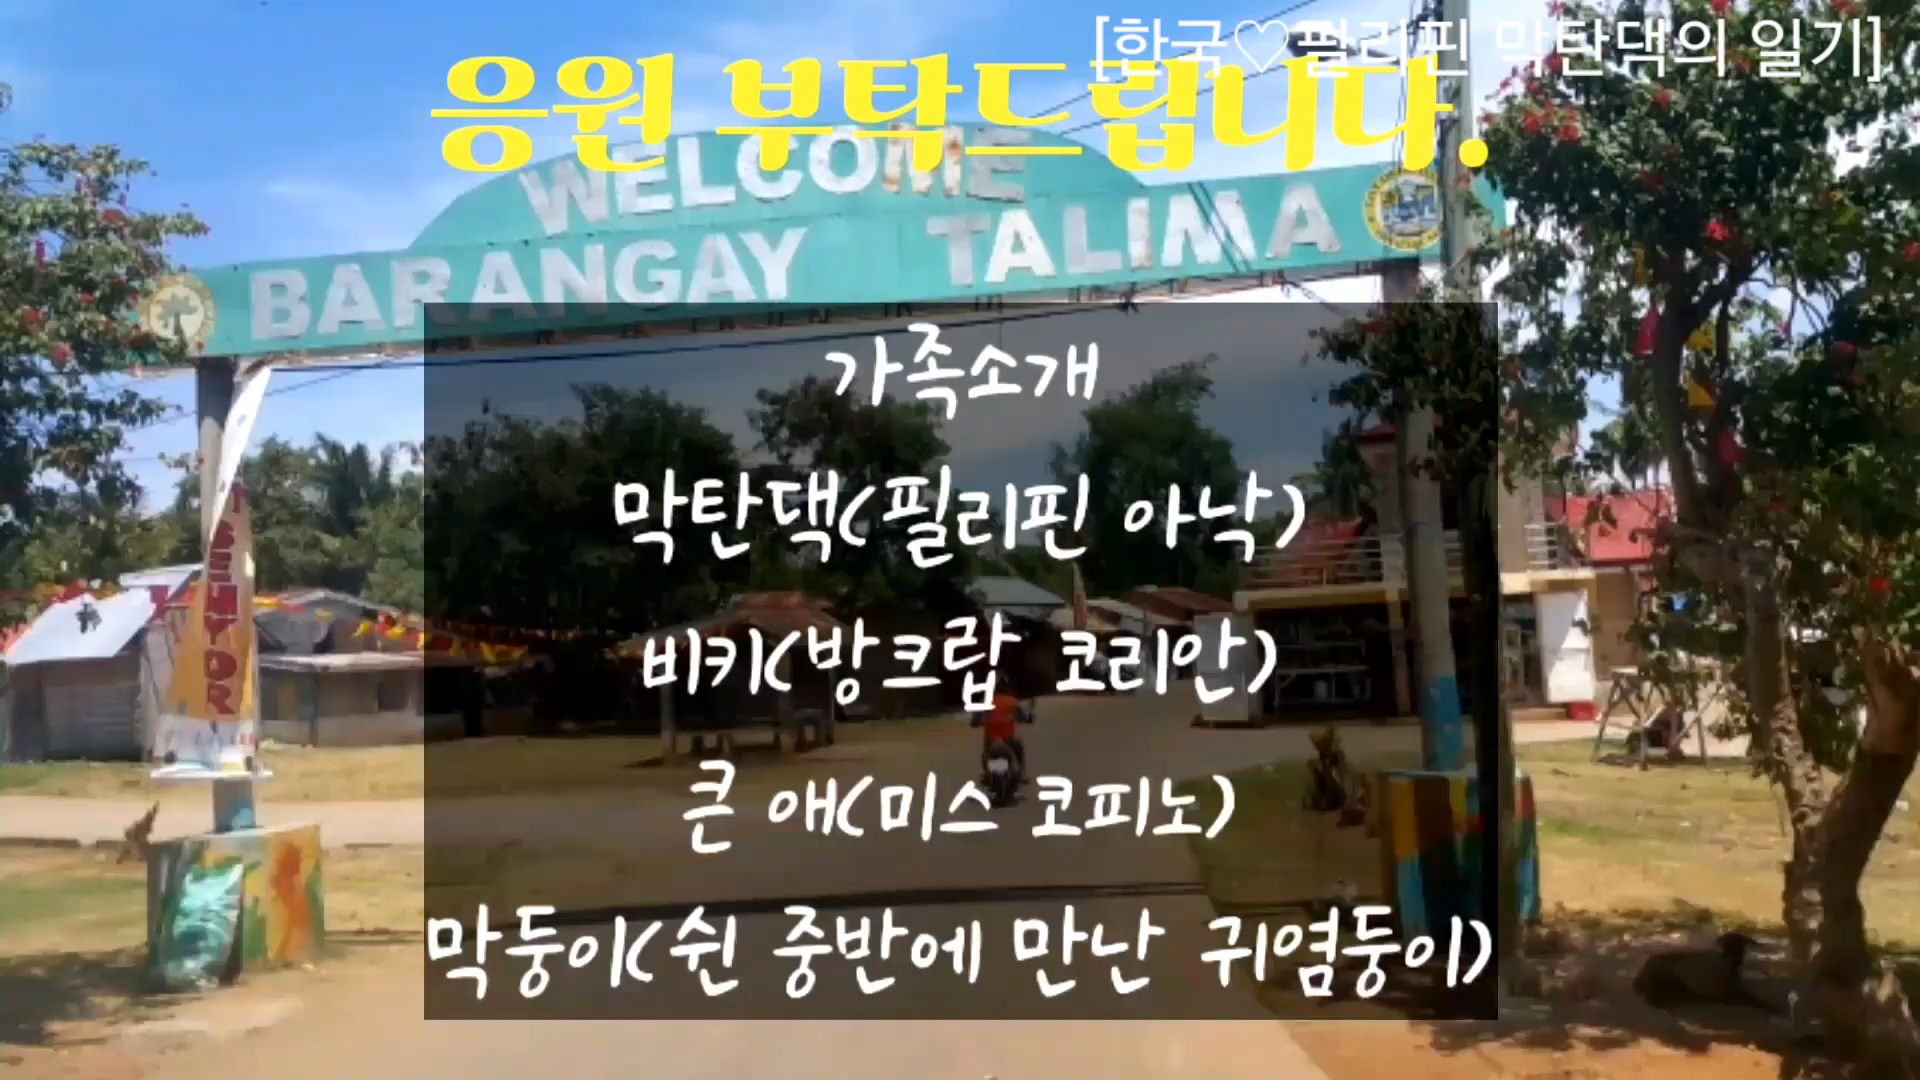 [한국♡필리핀 막탄댁의 일기]
응원 부탁드립니다.
WELCOME
BARANGAY TALIMA
가족소개
막탄댁(필리핀 아낙)
비키(방크랍 코리안)
큰 애(미스 코피노)
막둥이(쉰 중반에 만난 귀염둥이)
SENYOR